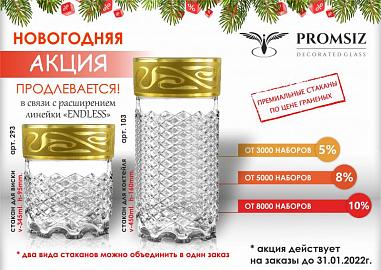 НОВОГОДНЯЯ
АКЦИЯ
ПРОДЛЕВАЕТСЯ!
в связи с расширением
линейки «ENDLESS»
PROMSIZ
DECORATED GLASS
ПРЕМИАЛЬНЫЕ СТАКАНЫ
ПО ЦЕНЕ ГРАНЕНЫХ
арт. 293
стакан для виски
v-345ml. h-95mm.
арт. 103
стакан для коктейля
v-460ml. h-160mm.
ОТ 3000 НАБОРОВ 5%
ОТ 5000 НАБОРОВ 8%
ОТ 8000 НАБОРОВ 10%
* акция действует
на заказы до 31.01.2022г.
* два вида стаканов можно объединить в один заказ